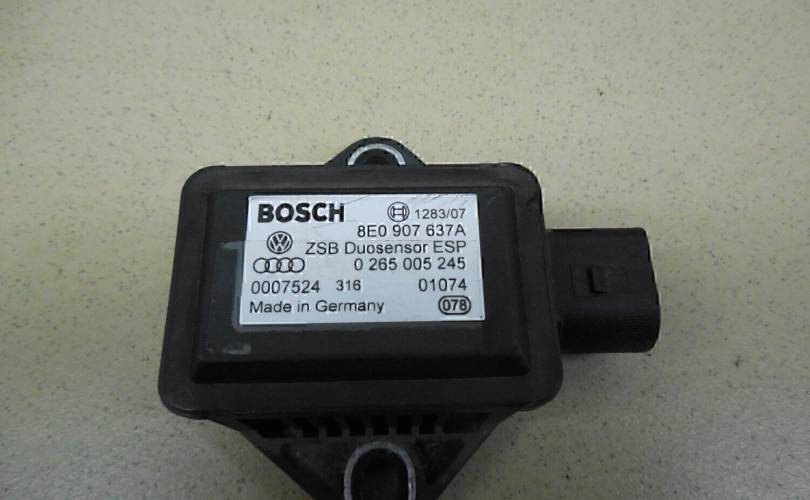 BOSCH 1283/07
8E0 907 637A
ZSB Duosensor ESP
0 265 005 245
0007524 316 01074
Made in Germany 078